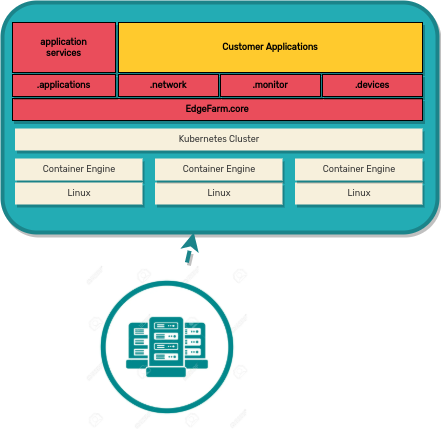 application
services
Customer Applications
.applications
.network
.monitor
.devices
EdgeFarm.core
Kubernetes Cluster
Container Engine
Container Engine
Container Engine
Linux
Linux
Linux